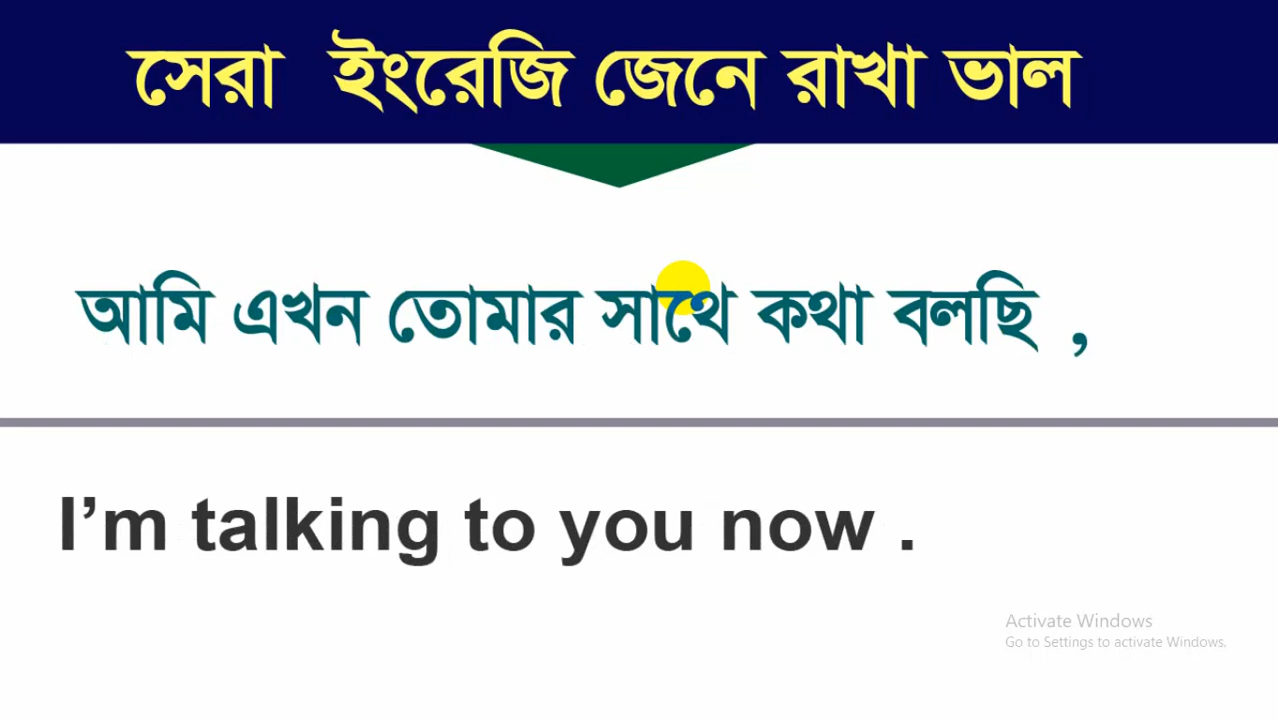 সেরা ইংরেজি জেনে রাখা ভাল
আমি এখন তোমার সাথে কথা বলছি ,
I’m talking to you now .
Activate Windows
Go to Settings to activate Windows.